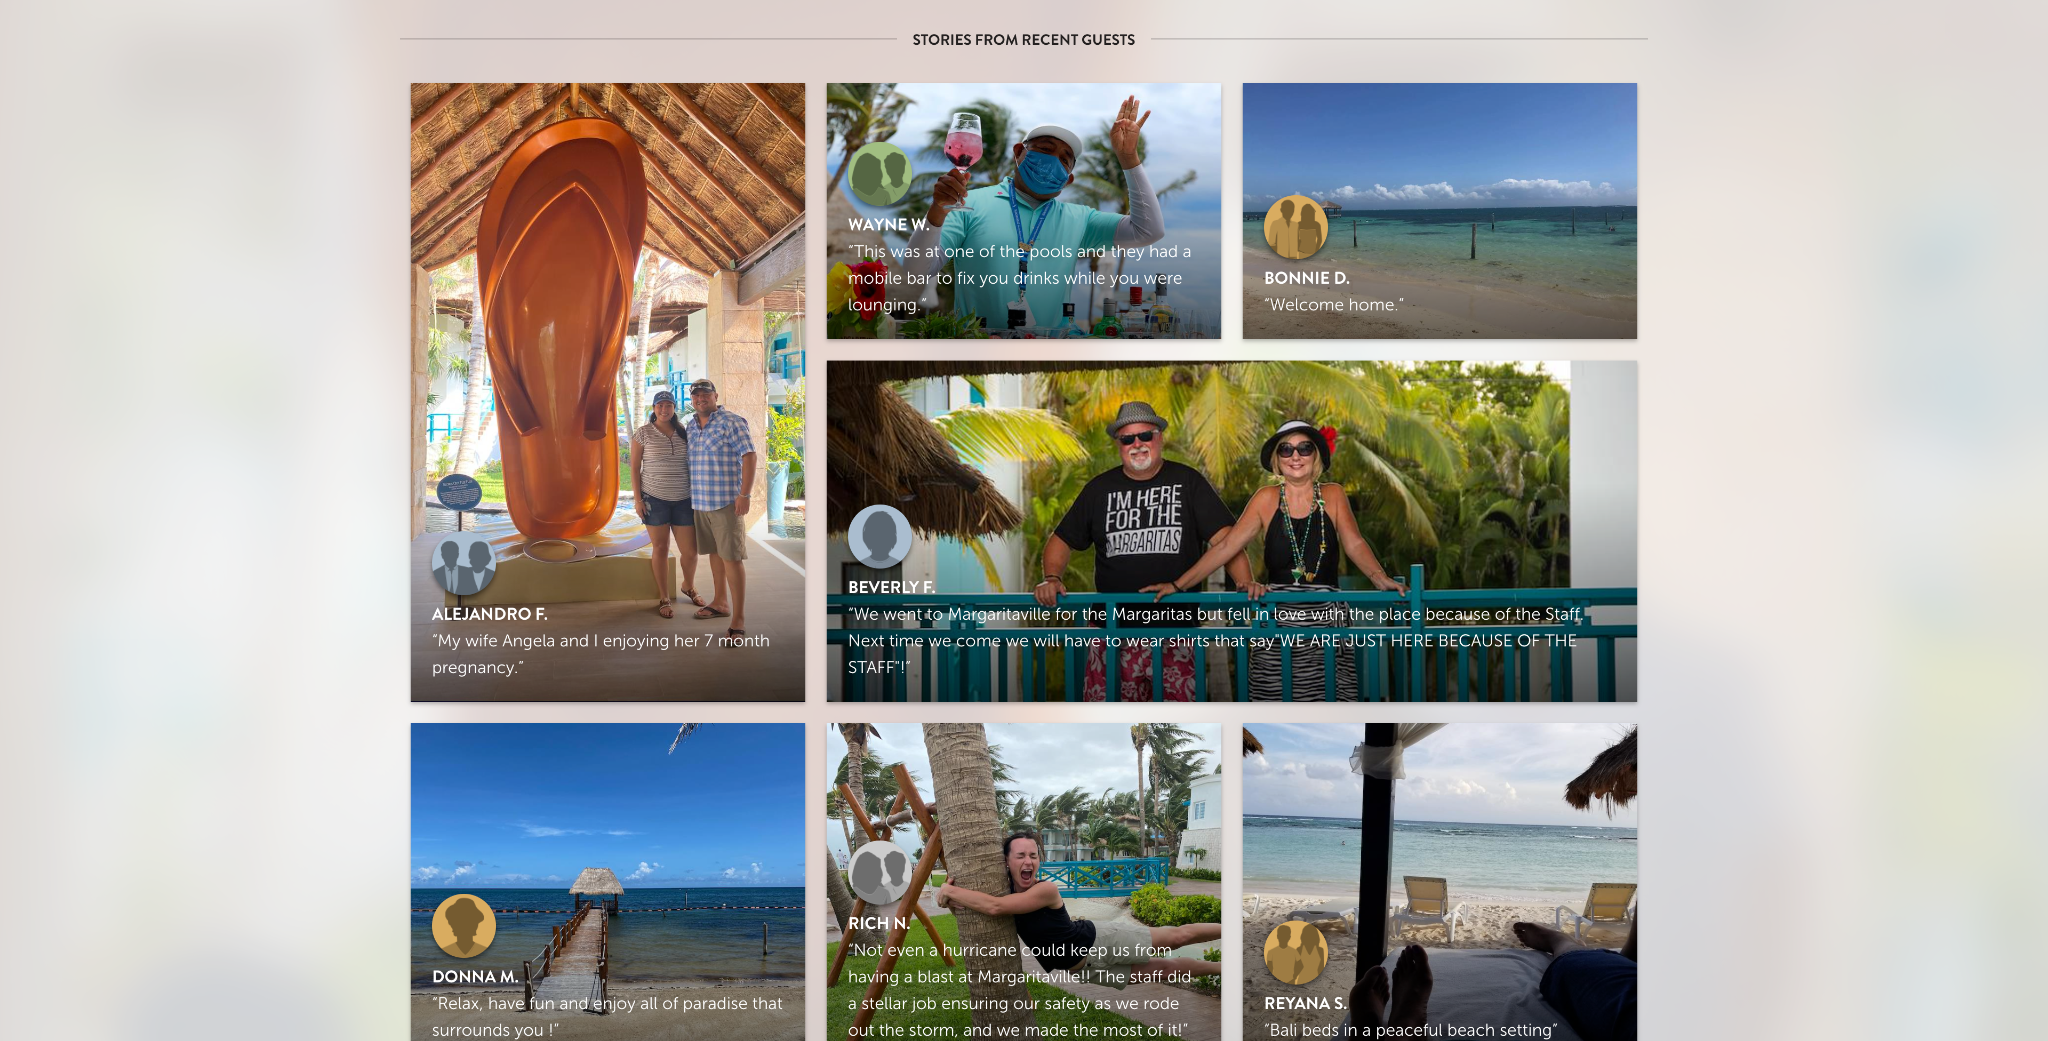 STORIES FROM RECENT GUESTS
ALEJANDRO F.
“My wife Angela and I enjoying her 7 month
pregnancy.”
WAYNE W.
“This was at one of the pools and they had a
mobile bar to fix you drinks while you were
lounging.”
BONNIE D.
“Welcome home.”
I'M HERE
FOR THE
MARGARITAS
BEVERLY F.
“We went to Margaritaville for the Margaritas but fell in love with the place because of the Staff.
Next time we come we will have to wear shirts that say"WE ARE JUST HERE BECAUSE OF THE
STAFF"!”
DONNA M.
“Relax, have fun and enjoy all of paradise that
surrounds you !”
RICH N.
“Not even a hurricane could keep us from
having a blast at Margaritaville!! The staff did
a stellar job ensuring our safety as we rode
out the storm, and we made the most of it!”
REYANA S.
“Bali beds in a peaceful beach setting”